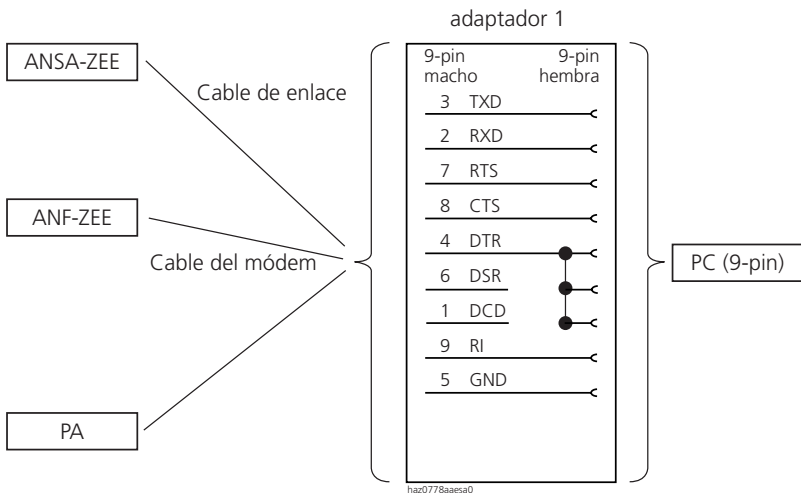 adaptador 1
9-pin 9-pin
macho hembra
ANSA-ZEE
Cable de enlace
3 TXD
2 RXD
7 RTS
8 CTS
ANF-ZEE
4 DTR
Cable del módem
PC (9-pin)
6 DSR
1 DCD
9 RI
5 GND
PA
haz0778aaesa0